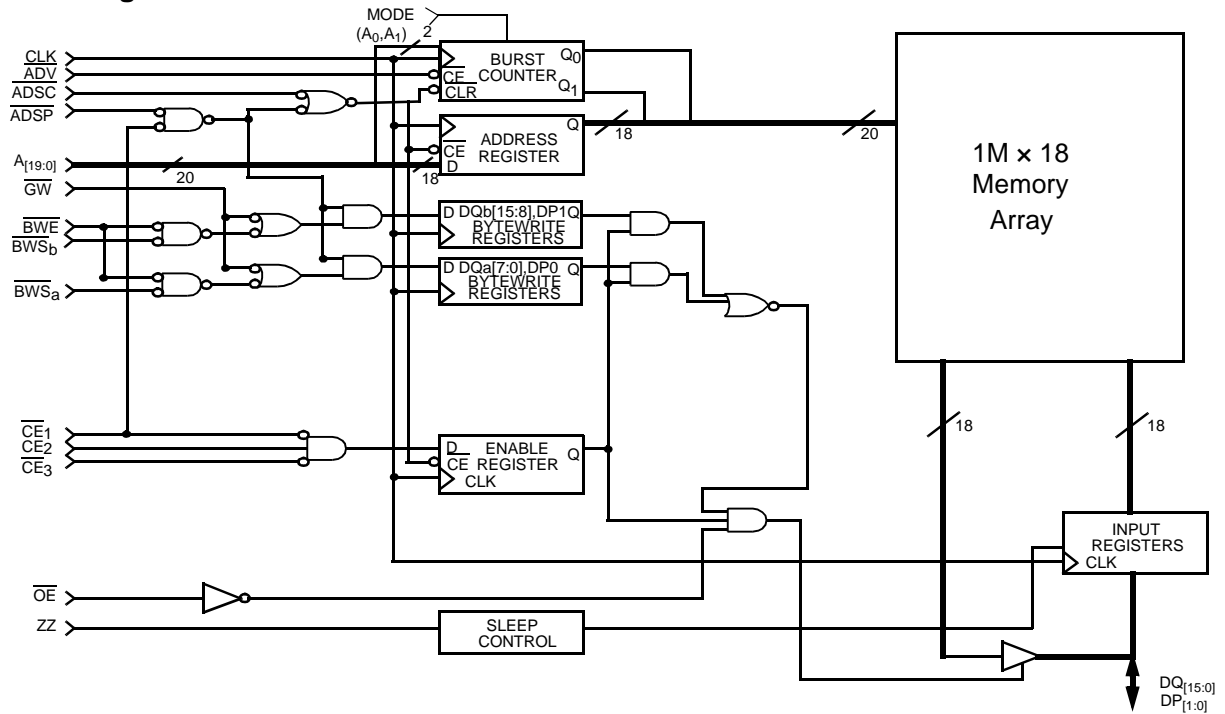 MODE
(A0,A1)
2
18
CLK
ADV
ADSC
ADSP
A[19:0]
20
18
GW
BWE
BWSb
BWSa
CE1
CE2
CE3
OE
ZZ
BURST
COUNTER
CE
CLR
Q0
Q1
ADDRESS
REGISTER
CE
D
Q
18
20
D DQb[15:8],DP1 Q
BYTEWRITE
REGISTERS
D DQa[7:0],DP0 Q
BYTEWRITE
REGISTERS
D ENABLE
CE REGISTER Q
CLK
SLEEP
CONTROL
1M × 18
Memory
Array
18
18
INPUT
REGISTERS
CLK
DQ[15:0]
DP[1:0]